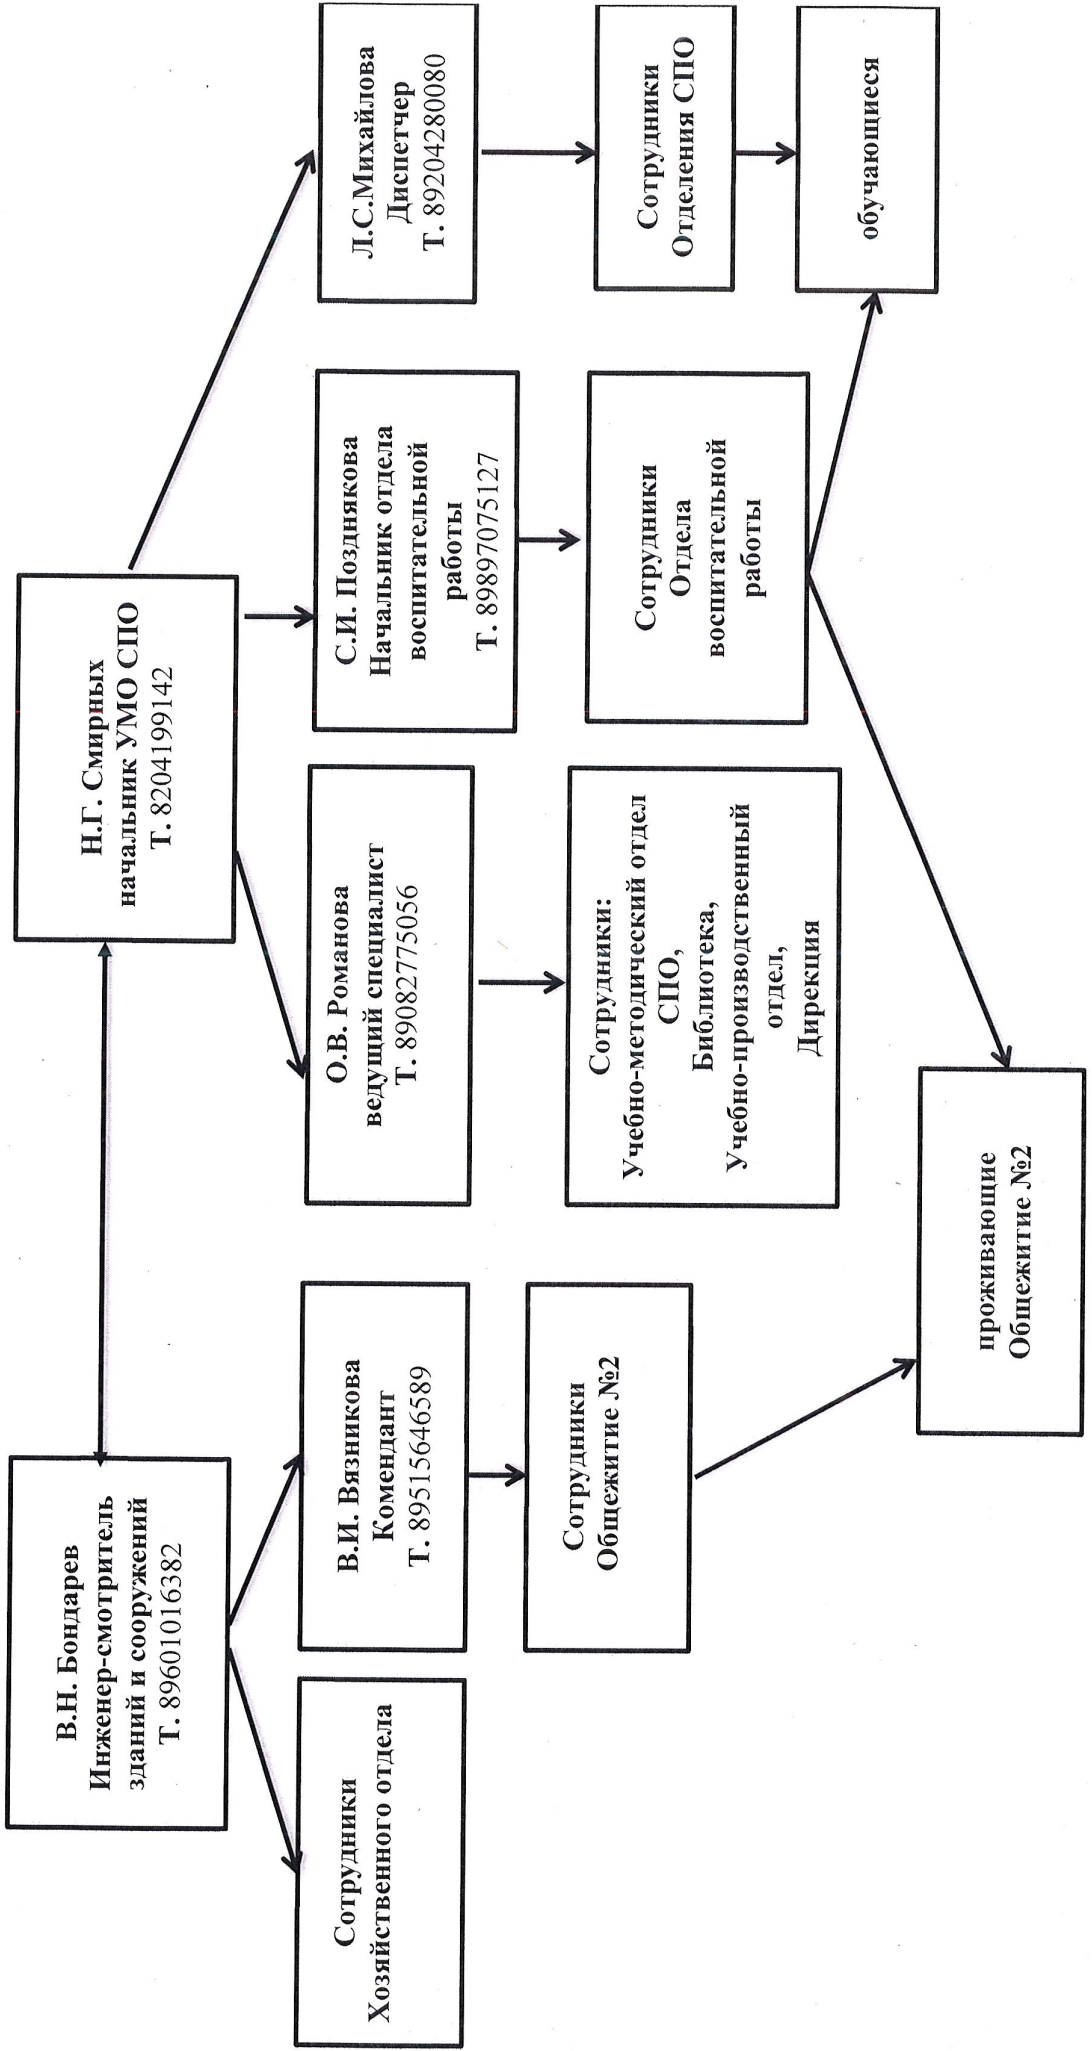 В.Н. Бондарев
Инженер-смотритель
зданий и сооружений
Т. 89601016382
Н.Г. Смирных
начальник УМО СПО
Т. 8204199142
Сотрудники
Хозяйственного отдела
В.И. Вязникова
Комендант
Т. 89515646589
О.В. Романова
ведущий специалист
Т. 89082775056
С.И. Позднякова
Начальник отдела
воспитательной
работы
Т. 89897075127
Л.С.Михайлова
Диспетчер
Т. 89204280080
Сотрудники
Общежитие №2
Сотрудники:
Учебно-методический отдел
СПО,
Библиотека,
Учебно-производственный
отдел,
Дирекция
Сотрудники
Отдела
воспитательной
работы
Сотрудники
Отделения СПО
обучающиеся
проживающие
Общежитие №2